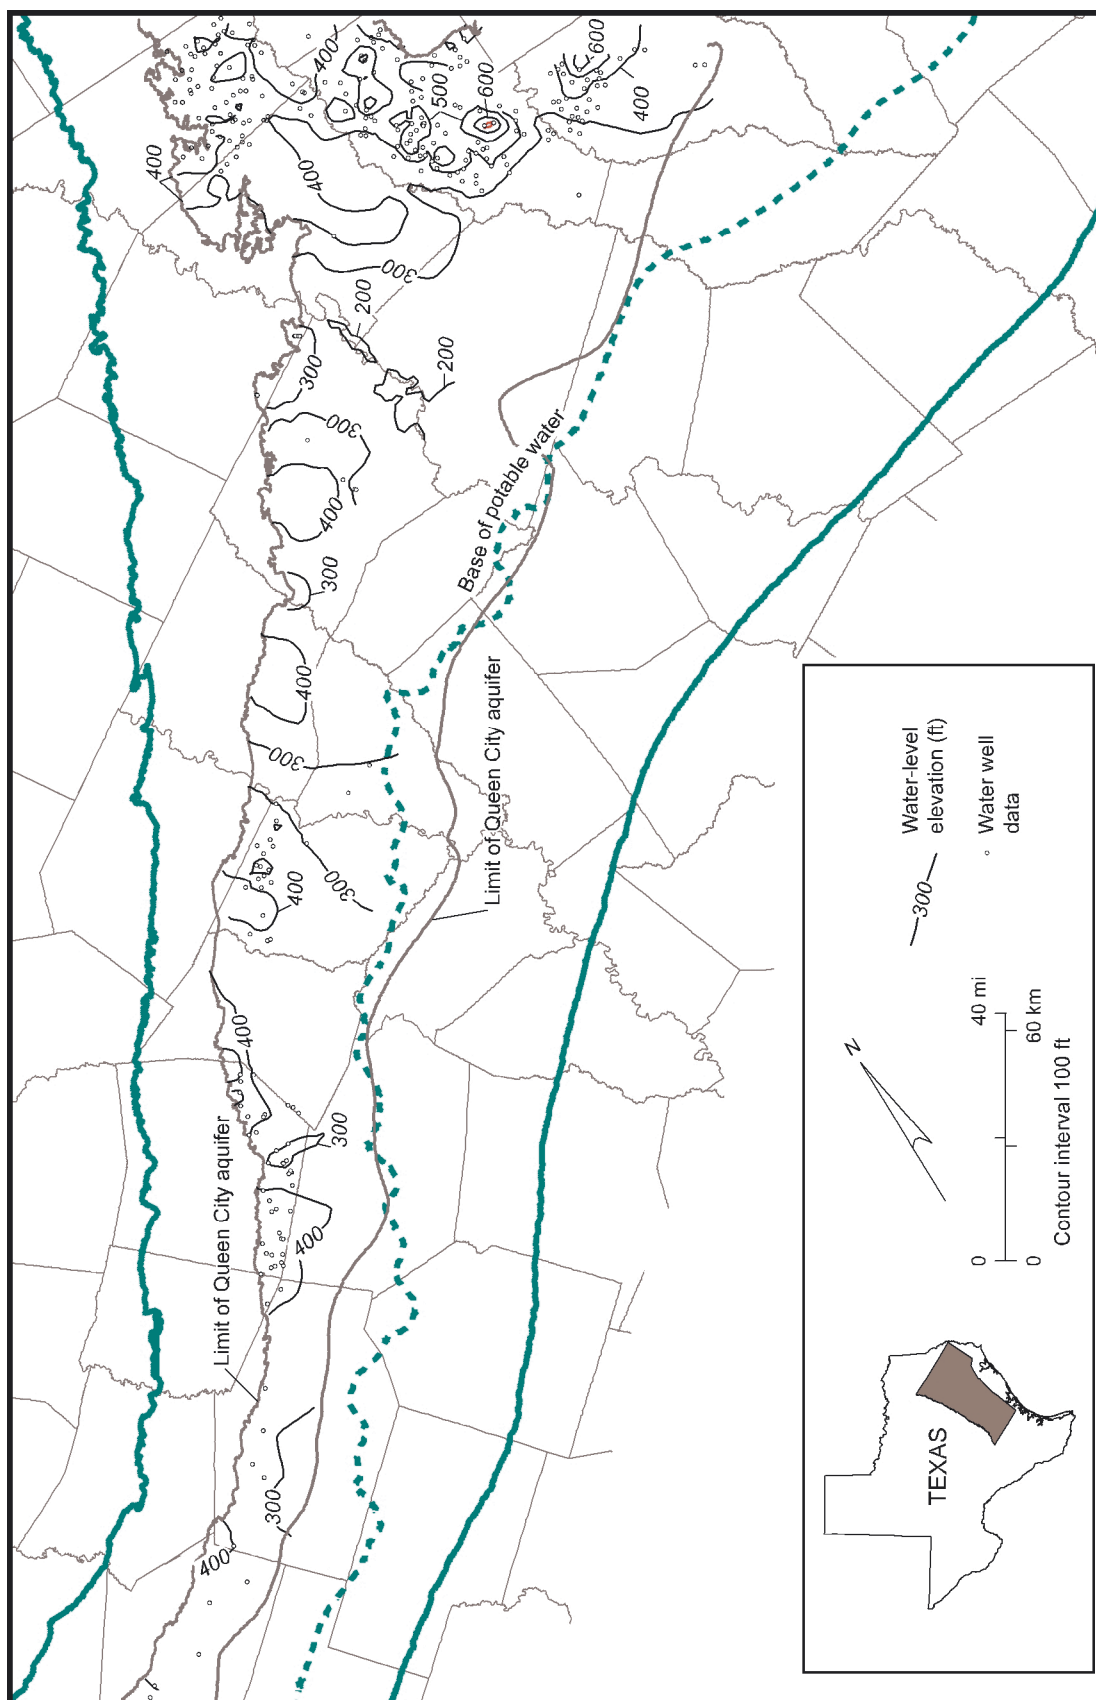 400
400
500
600
600
400
400
300
200
200
300
300
400
300
400
300
300
400
400
300
400
300
400
Base of potable water
Limit of Queen City aquifer
Limit of Queen City aquifer
TEXAS
N
0
40 mi
0
60 km
Contour interval 100 ft
300
Water-level
elevation (ft)
Water well
data